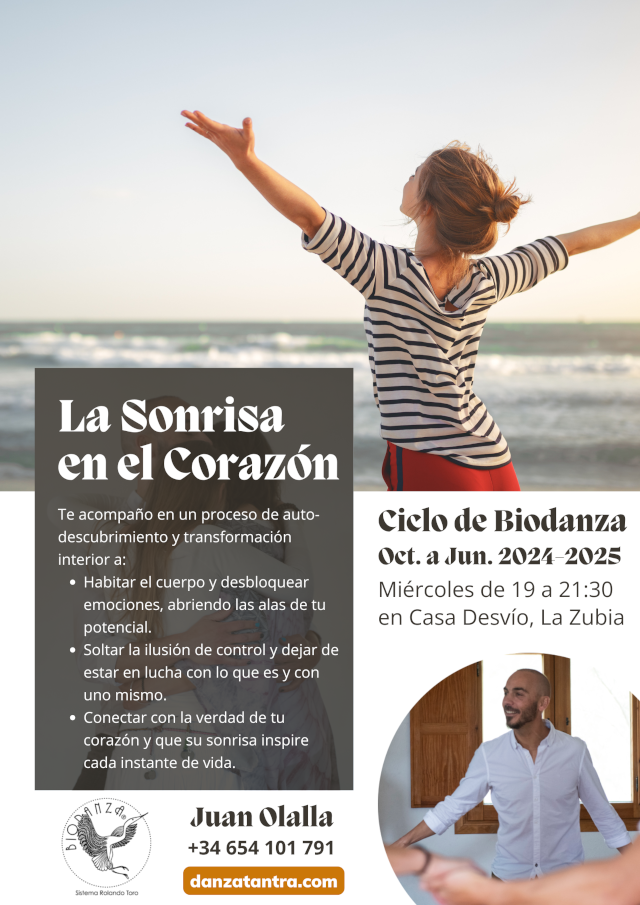 La Sonrisa
en el Corazón
Te acompaño en un proceso de auto-
descubrimiento y transformación
interior a:
• Habitar el cuerpo y desbloquear
emociones, abriendo las alas de tu
potencial.
• Soltar la ilusión de control y dejar de
estar en lucha con lo que es y con
uno mismo.
• Conectar con la verdad de tu
corazón y que su sonrisa inspire
cada instante de vida.
Ciclo de Biodanza
Oct. a Jun. 2024-2025
Miércoles de 19 a 21:30
en Casa Desvío, La Zubia
BIODANZA®
Sistema Rolando Toro
Juan Olalla
+34 654 101 791
danzatantra.com